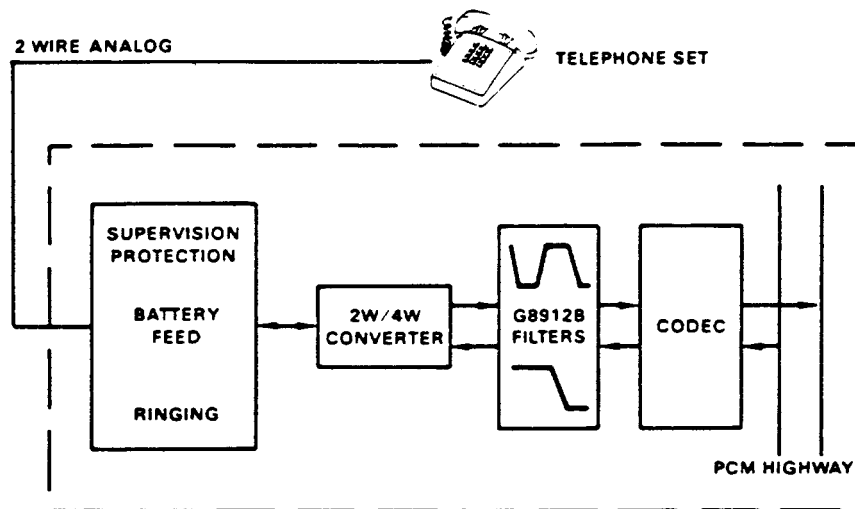 2 WIRE ANALOG
TELEPHONE SET
SUPERVISION
PROTECTION
BATTERY
FEED
RINGING
2W/4W
CONVERTER
G8912B
FILTERS
CODEC
PCM HIGHWAY